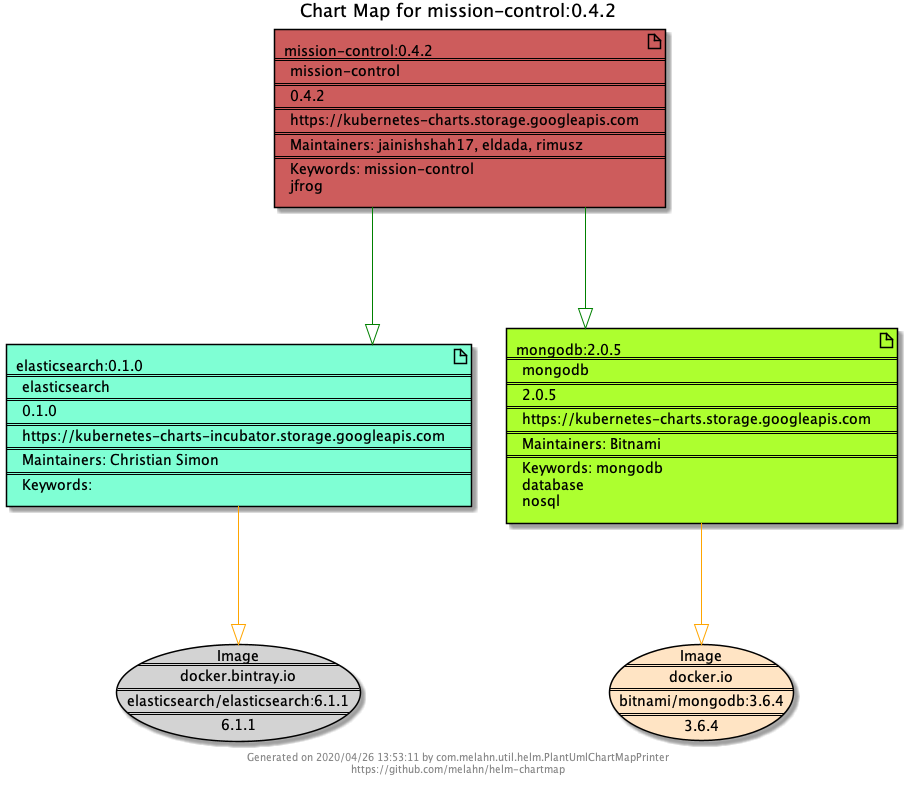 Chart Map for mission-control:0.4.2
mission-control:0.4.2
mission-control
0.4.2
https://kubernetes-charts.storage.googleapis.com
Maintainers: jainishshah17, eldada, rimusz
Keywords: mission-control
jfrog
elasticsearch:0.1.0
elasticsearch
0.1.0
https://kubernetes-charts-incubator.storage.googleapis.com
Maintainers: Christian Simon
Keywords:
mongodb:2.0.5
mongodb
2.0.5
https://kubernetes-charts.storage.googleapis.com
Maintainers: Bitnami
Keywords: mongodb
database
nosql
Image
docker.bintray.io
elasticsearch/elasticsearch:6.1.1
6.1.1
Image
docker.io
bitnami/mongodb:3.6.4
3.6.4
Generated on 2020/04/26 13:53:11 by com.melahn.util.helm.PlantUmlChartMapPrinter
https://github.com/melahn/helm-chartmap